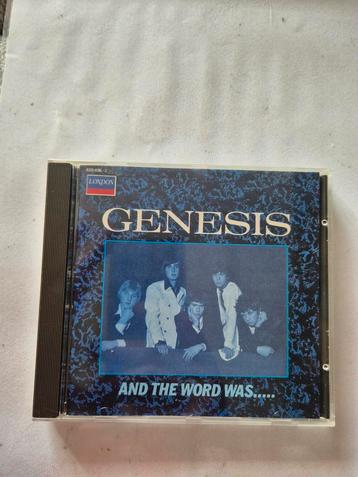 LONDON
GENESIS
AND THE WORD WAS.....